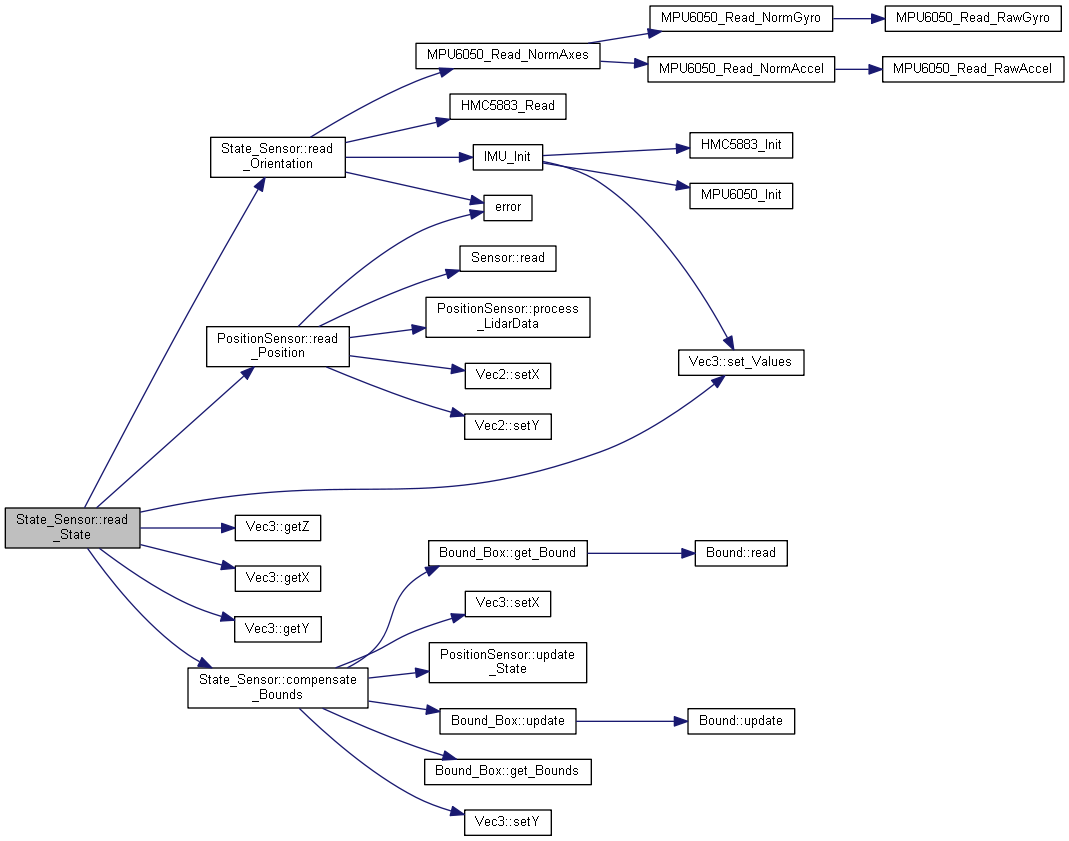 MPU6050_Read_NormGyro
MPU6050_Read_RawGyro
MPU6050_Read_NormAxes
MPU6050_Read_NormAccel
MPU6050_Read_RawAccel
HMC5883_Read
State_Sensor::read
_Orientation
IMU_Init
HMC5883_Init
MPU6050_Init
error
Sensor::read
PositionSensor::process
_LidarData
PositionSensor::read
_Position
Vec3::set_Values
Vec2::setX
Vec2::setY
State_Sensor::read
_State
Vec3::getZ
Vec3::getX
Vec3::getY
Bound_Box::get_Bound
Bound::read
Vec3::setX
PositionSensor::update
_State
State_Sensor::compensate
_Bounds
Bound_Box::update
Bound::update
Bound_Box::get_Bounds
Vec3::setY